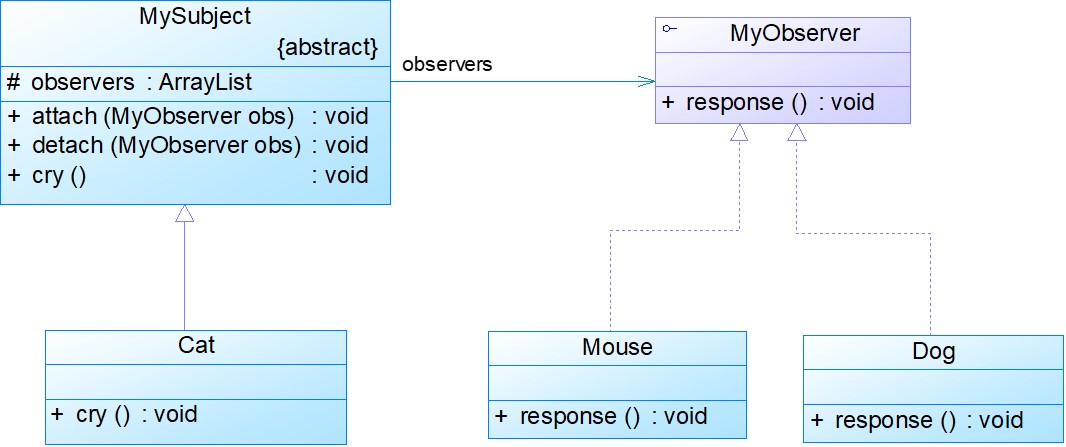 MySubject
{abstract}
# observers : ArrayList
+ attach (MyObserver obs) : void
+ detach (MyObserver obs) : void
+ cry () : void
observers
MyObserver
+ response () : void
Cat
+ cry () : void
Mouse
+ response () : void
Dog
+ response () : void